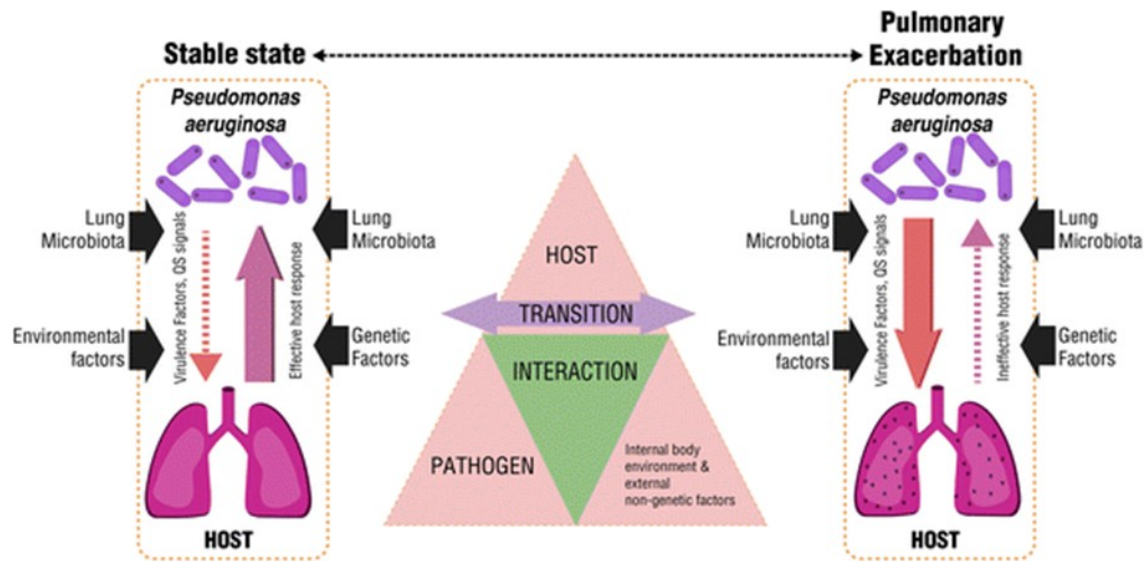 Stable state
Pseudomonas
aeruginosa
Lung
Microbiota
Lung
Microbiota
Virulence Factors, QS signals
Effective host response
Environmental
factors
Genetic
Factors
HOST
HOST
TRANSITION
INTERACTION
PATHOGEN
Internal body
environment &
external
non-genetic factors
Pulmonary
Exacerbation
Pseudomonas
aeruginosa
Lung
Microbiota
Lung
Microbiota
Virulence Factors, QS signals
Ineffective host response
Environmental
factors
Genetic
Factors
HOST